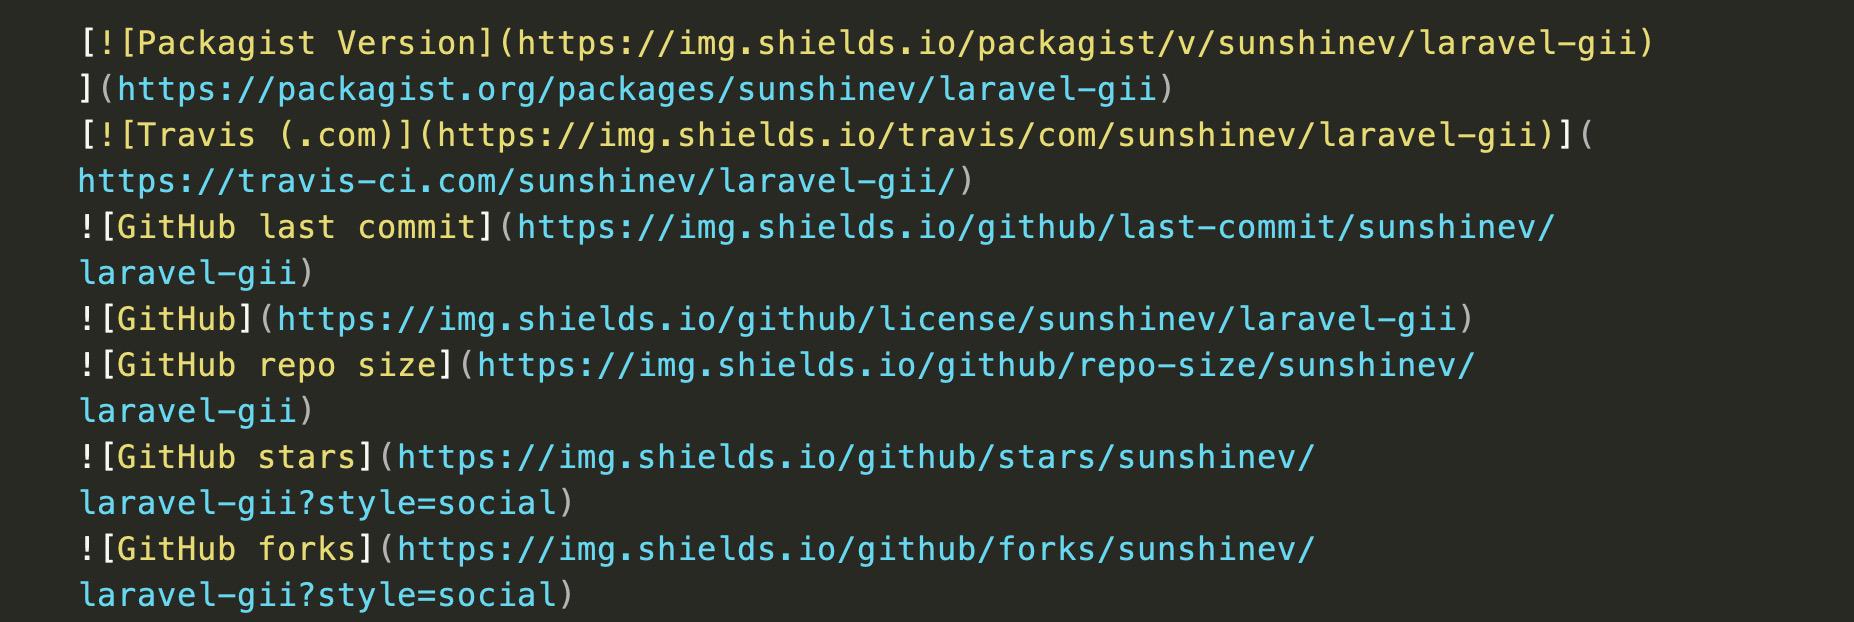 [![Packagist Version](https://img.shields.io/packagist/v/sunshinev/laravel-gii)
](https://packagist.org/packages/sunshinev/laravel-gii)
[![Travis (.com)](https://img.shields.io/travis/com/sunshinev/laravel-gii)](
https://travis-ci.com/sunshinev/laravel-gii/)
![GitHub last commit](https://img.shields.io/github/last-commit/sunshinev/
laravel-gii)
![GitHub](https://img.shields.io/github/license/sunshinev/laravel-gii)
![GitHub repo size](https://img.shields.io/github/repo-size/sunshinev/
laravel-gii)
![GitHub stars](https://img.shields.io/github/stars/sunshinev/
laravel-gii?style=social)
![GitHub forks](https://img.shields.io/github/forks/sunshinev/
laravel-gii?style=social)